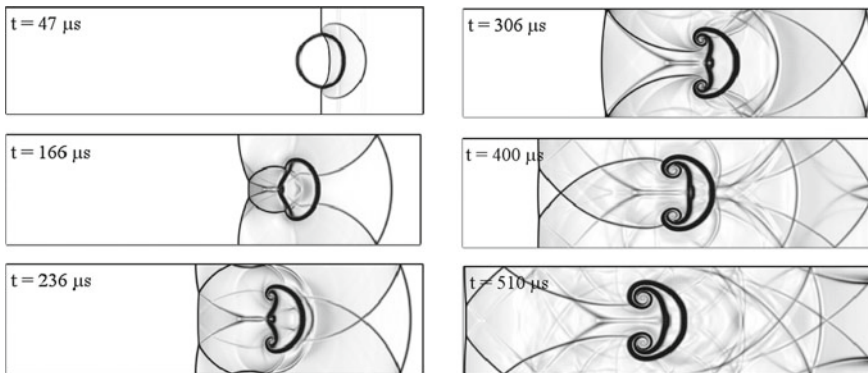 t = 47 μs
t = 166 μs
t = 236 μs
t = 306 μs
t = 400 μs
t = 510 μs